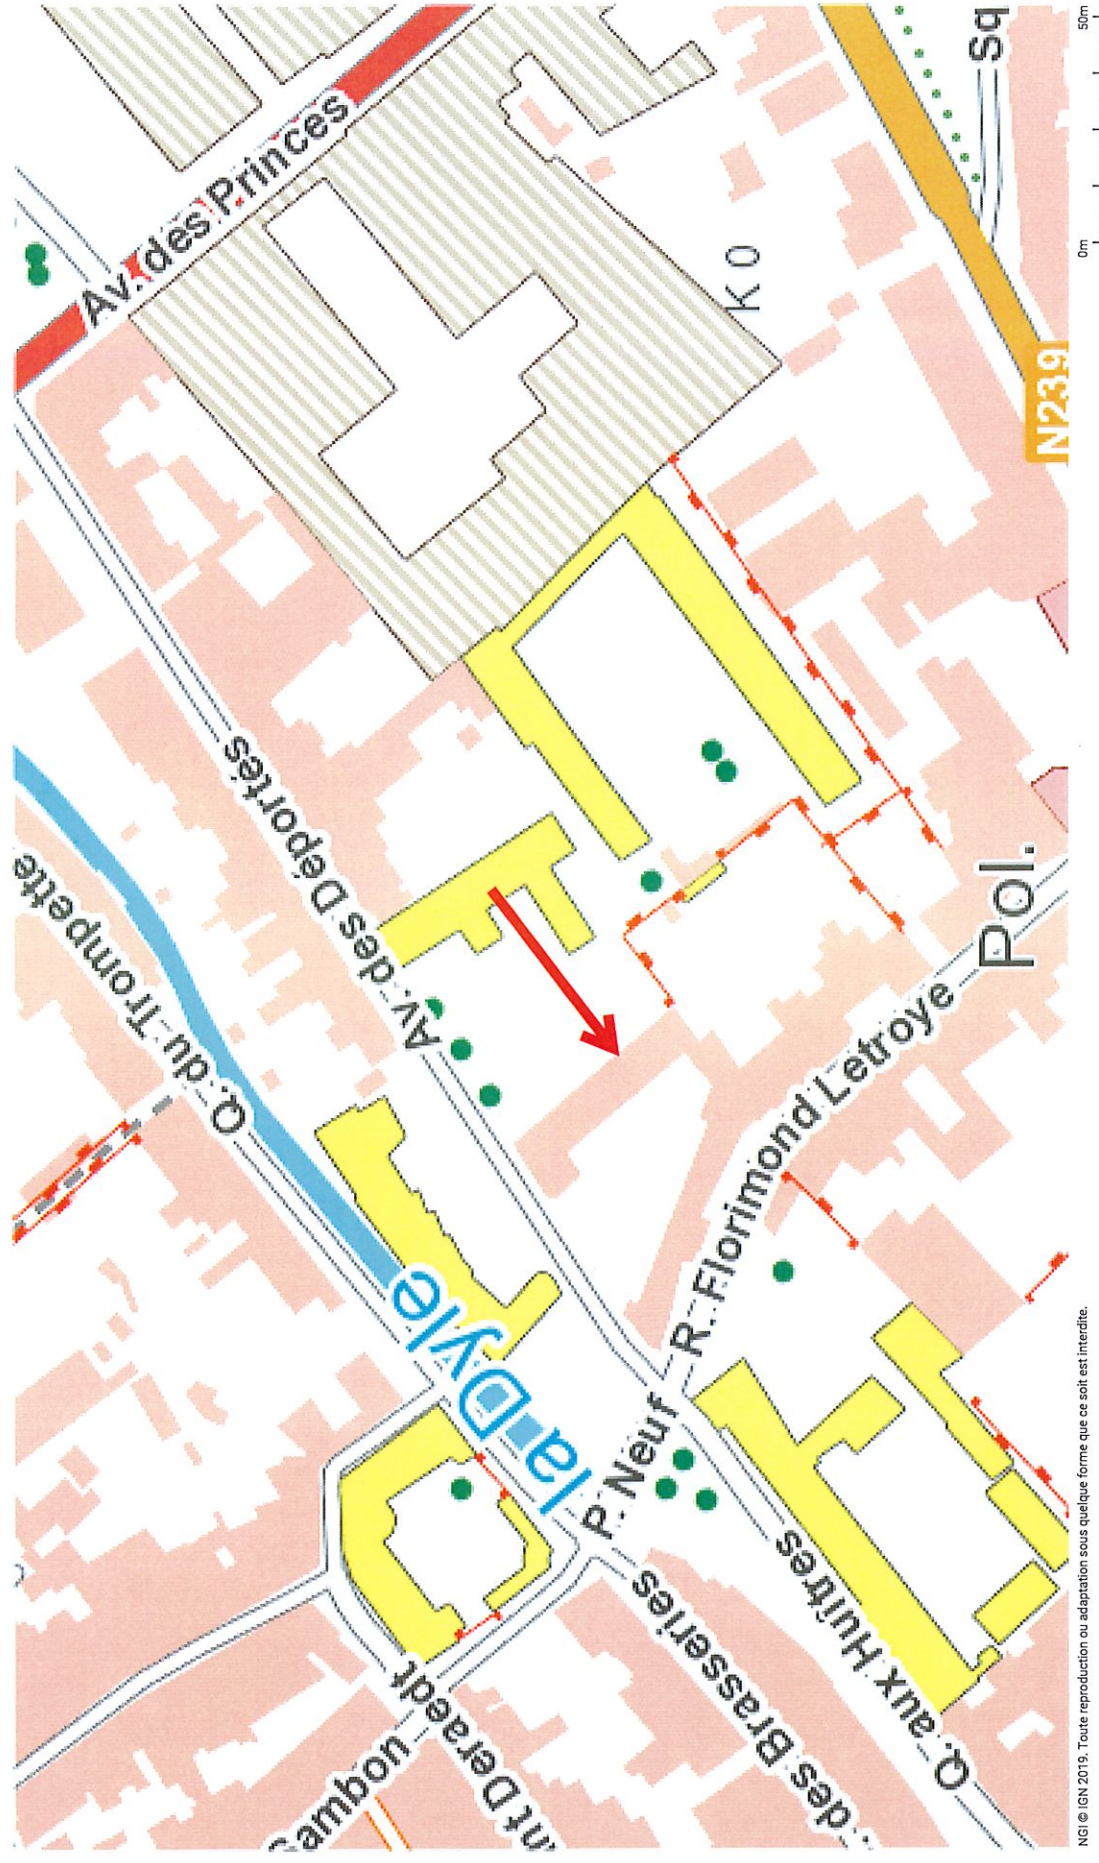 Av. des Princes
Q. du Trompette
Av. des Déportés
la Dyle
K O
N239
Sq
Pol.
R. Florimond Letroye
P. Neuf
Q. aux Huîtres
. des Brasseries
nt Deraedt
Sambon
0m
50m
NGI © IGN 2019. Toute reproduction ou adaptation sous quelque forme que ce soit est interdite.